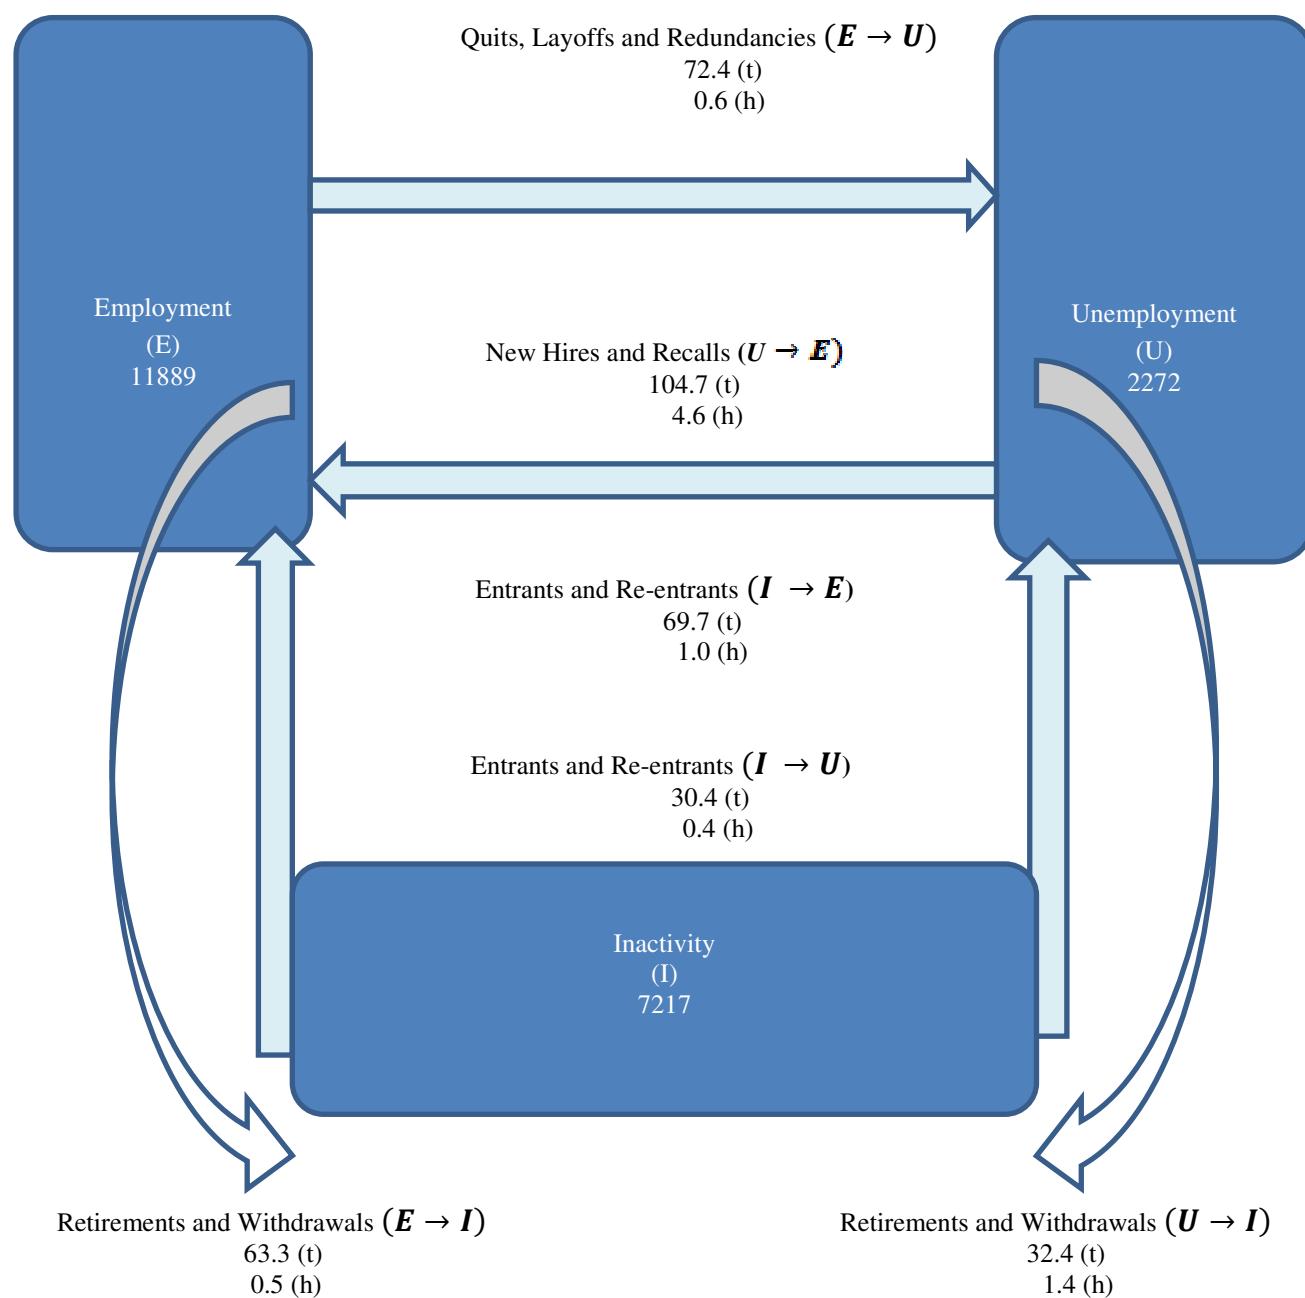 Quits, Layoffs and Redundancies (E → U)
72.4 (t)
0.6 (h)
Employment
(E)
11889
Unemployment
(U)
2272
New Hires and Recalls (U → E)
104.7 (t)
4.6 (h)
Entrants and Re-entrants (I → E)
69.7 (t)
1.0 (h)
Entrants and Re-entrants (I → U)
30.4 (t)
0.4 (h)
Inactivity
(I)
7217
Retirements and Withdrawals (E → I)
63.3 (t)
0.5 (h)
Retirements and Withdrawals (U → I)
32.4 (t)
1.4 (h)